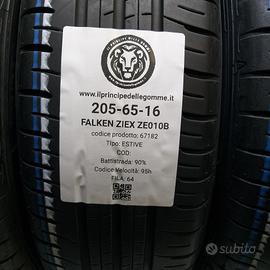 IL PRINCIPE DELLE GOMME
www.ilprincipedellegomme.it
205-65-16
FALKEN ZIEX ZE010B
codice prodotto: 67182
Tipo: ESTIVE
COD:
Battistrada: 90%
Codice Velocità: 95h
FILA: 64
subito